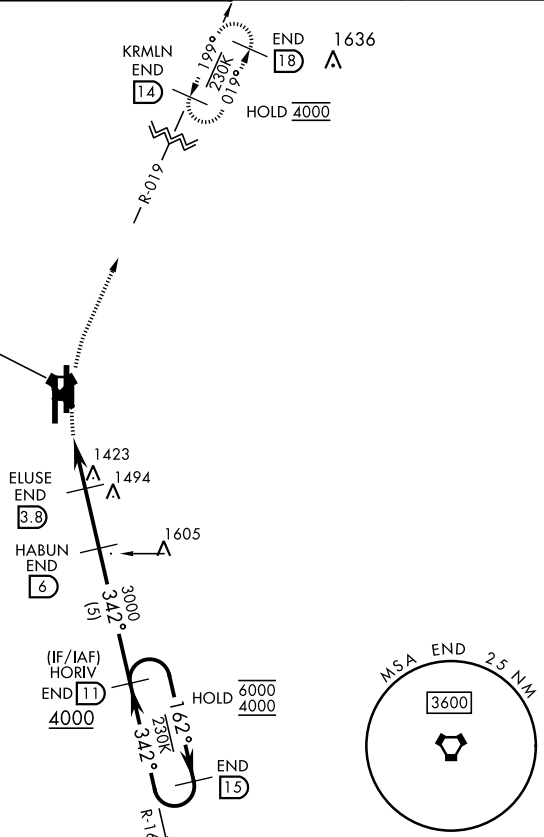 KRMLN
END
14
199°
230K
019°
END
18
1636
HOLD 4000
R-019
1423
ELUSE
END
3.8
1494
HABUN
END
6
1605
3000
342°
(5)
(IF/IAF)
HORIV
END 11
4000
HOLD 6000
4000
162°
230K
342°
END
15
MSA END 25 NM
3600